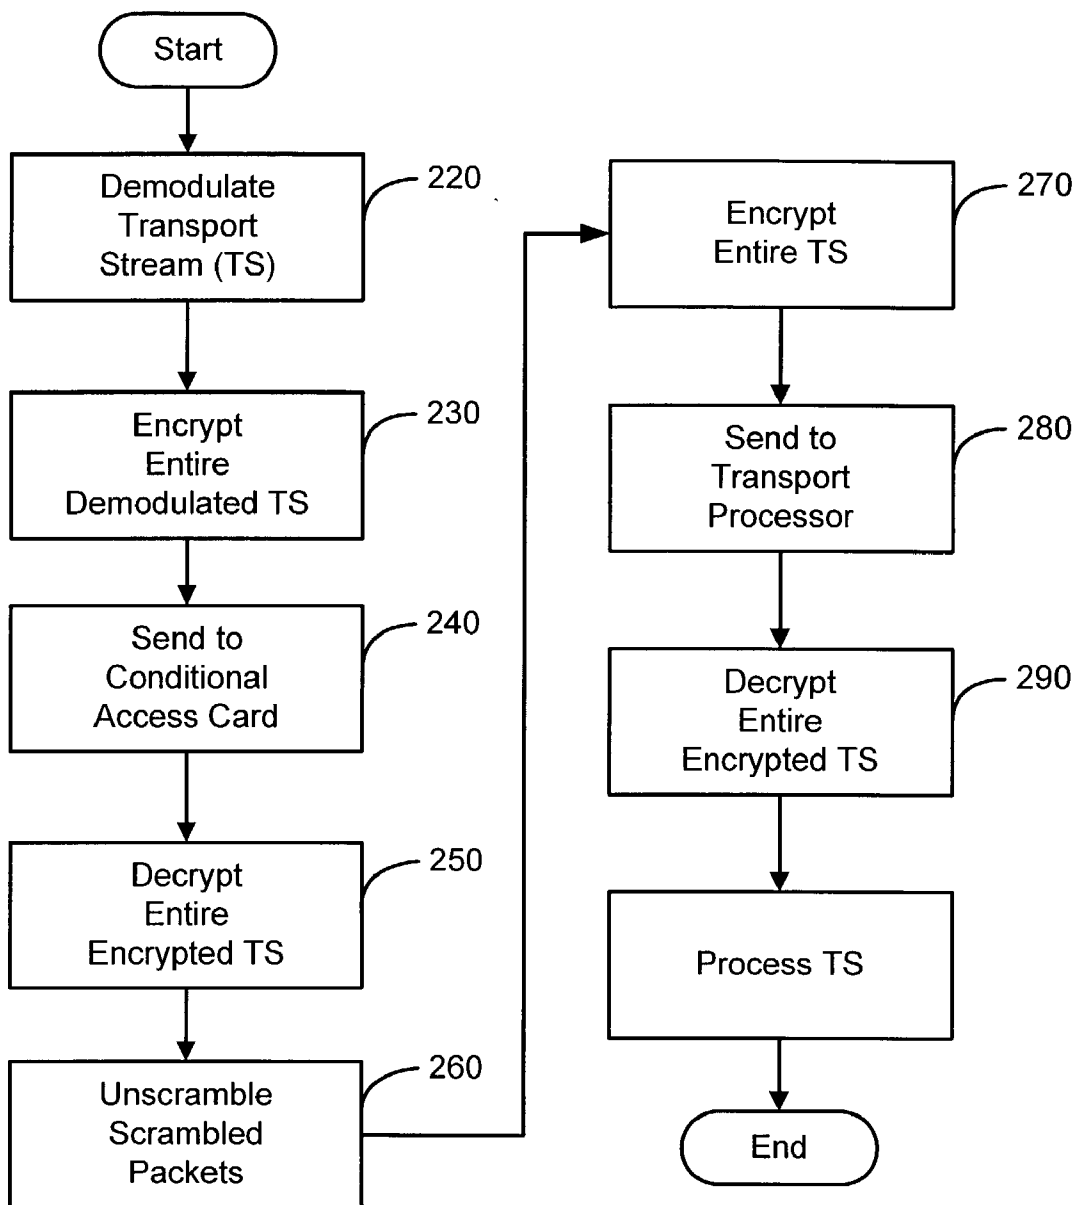 Start
Demodulate
Transport
Stream (TS)
220
Encrypt
Entire
Demodulated TS
230
Send to
Conditional
Access Card
240
Decrypt
Entire
Encrypted TS
250
Unscramble
Scrambled
Packets
260
Encrypt
Entire TS
270
Send to
Transport
Processor
280
Decrypt
Entire
Encrypted TS
290
Process TS
End